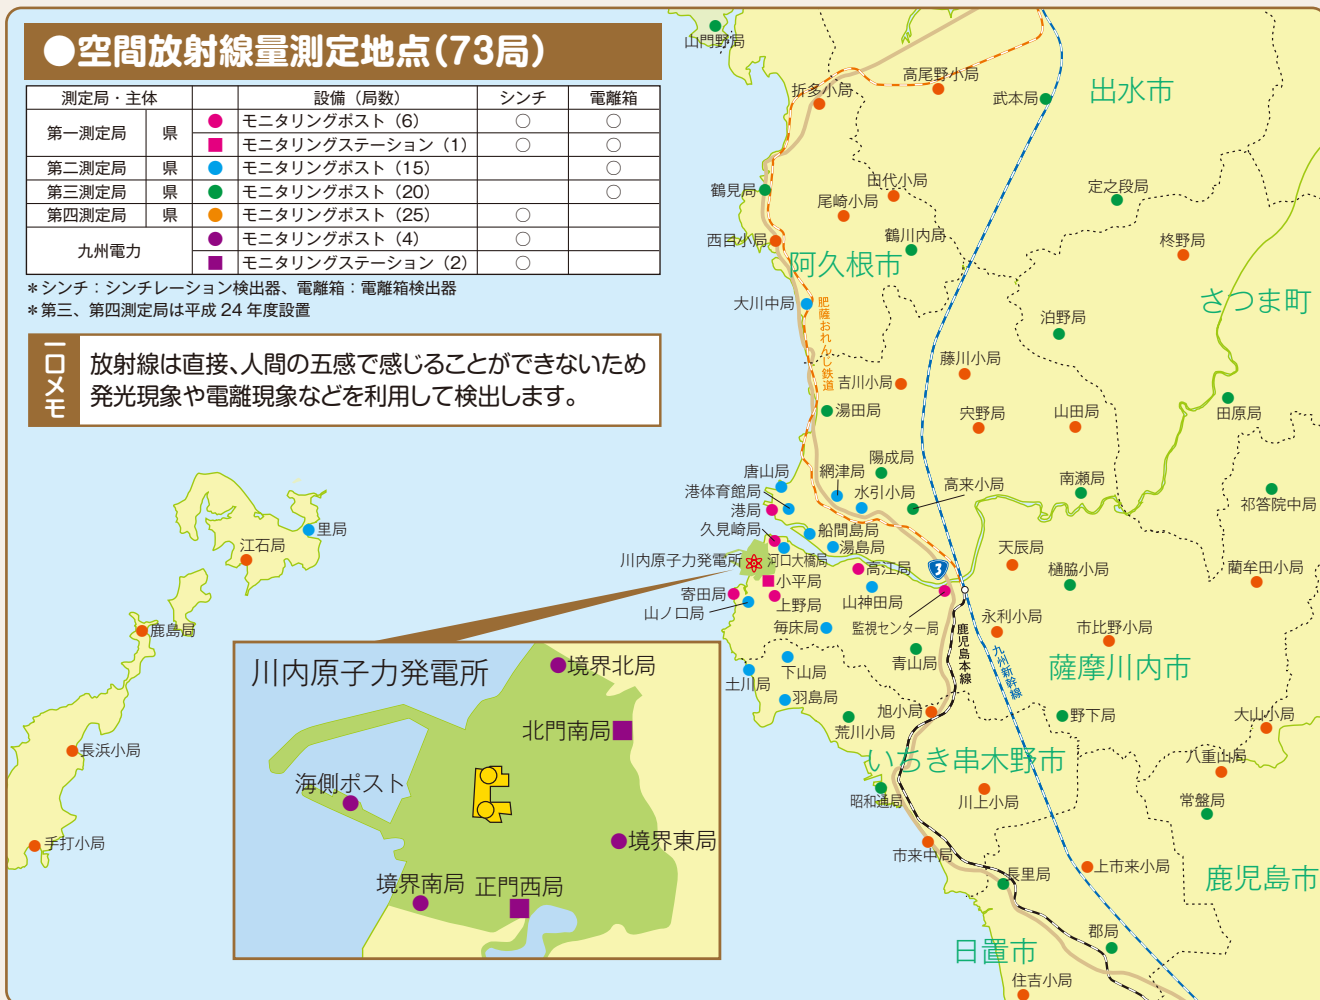 ●空間放射線量測定地点(73局)
測定局・主体 設備（局数） シンチ 電離箱
第一測定局 県 モニタリングポスト（6） ○ ○
モニタリングステーション（1） ○ ○
第二測定局 県 モニタリングポスト（15） ○
第三測定局 県 モニタリングポスト（20） ○
第四測定局 県 モニタリングポスト（25） ○
九州電力 モニタリングポスト（4） ○
モニタリングステーション（2） ○
＊シンチ：シンチレーション検出器、電離箱：電離箱検出器
＊第三、第四測定局は平成 24 年度設置
一口メモ
放射線は直接、人間の五感で感じることができないため
発光現象や電離現象などを利用して検出します。
山門野局
高尾野小局
折多小局
武本局
出水市
鶴見局
田代小局
尾崎小局
定之段局
西目小局
鶴川内局
柊野局
阿久根市
さつま町
大川中局
肥薩おれんじ鉄道
泊野局
藤川小局
吉川小局
湯田局
穴野局
山田局
田原局
唐山局
網津局
陽成局
港体育館局
水引小局
高来小局
南瀬局
祁答院中局
港局
久見崎局
船間島局
湯島局
里局
江石局
川内原子力発電所
河口大橋局
高江局
3
天辰局
樋脇小局
藺牟田小局
小平局
寄田局
上野局
山ノ口局
山神田局
監視センター局
永利小局
市比野小局
鹿島局
毎床局
鹿児島本線
九州新幹線
青山局
薩摩川内市
下山局
土川局
羽島局
荒川小局
旭小局
野下局
大山小局
いちき串木野市
八重山局
長浜小局
昭和通局
川上小局
常盤局
手打小局
市来中局
長里局
上市来小局
鹿児島市
郡局
日置市
住吉小局
川内原子力発電所
境界北局
北門南局
海側ポスト
境界東局
境界南局
正門西局